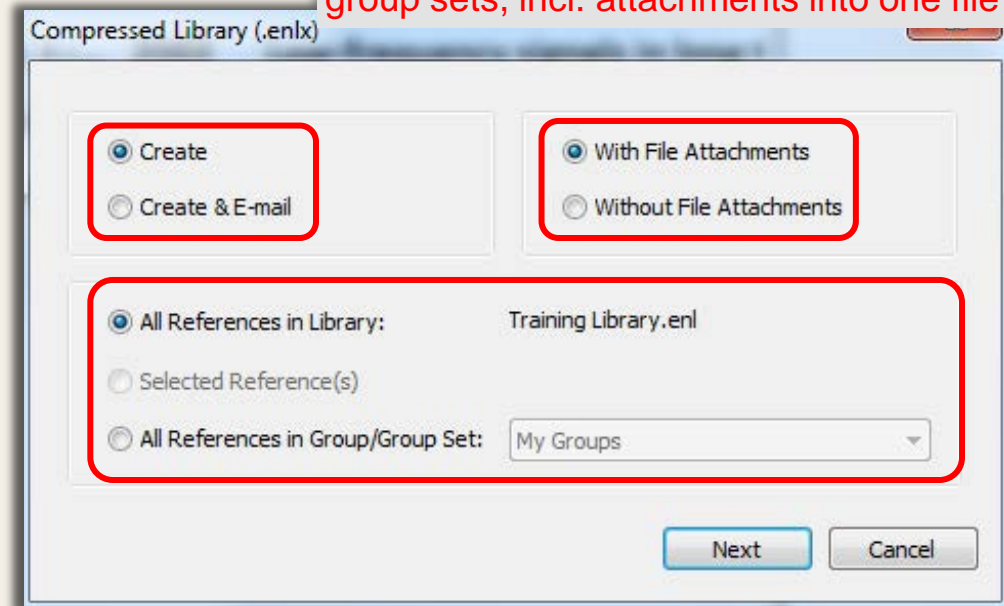 group sets, incl. attachments into one file
Compressed Library (.enlx)
Create
With File Attachments
Create & E-mail
Without File Attachments
All References in Library: Training Library.enl
Selected Reference(s)
All References in Group/Group Set: My Groups
Next Cancel